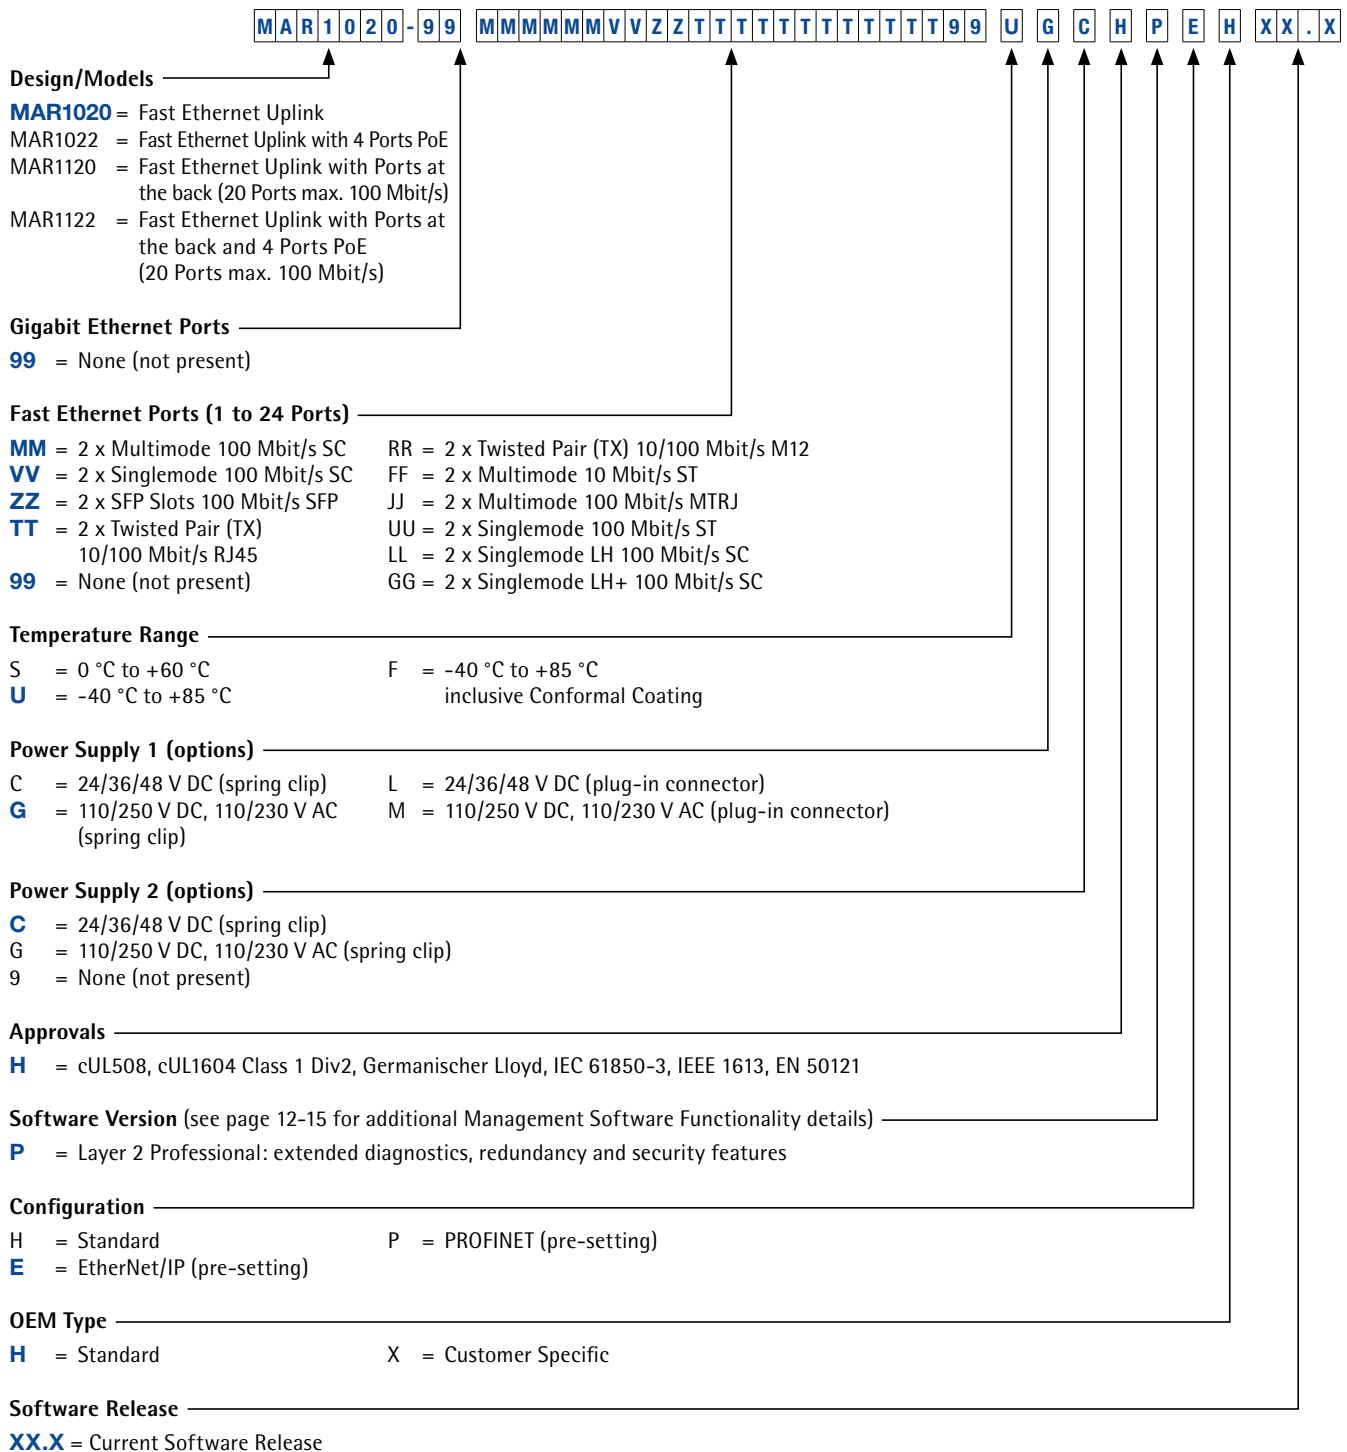 MAR1020-99 MMMMMMVVZZTTTTTTTTTTTT99 U G C H P E H XX.X
Design/Models
MAR1020 = Fast Ethernet Uplink
MAR1022 = Fast Ethernet Uplink with 4 Ports PoE
MAR1120 = Fast Ethernet Uplink with Ports at
the back (20 Ports max. 100 Mbit/s)
MAR1122 = Fast Ethernet Uplink with Ports at
the back and 4 Ports PoE
(20 Ports max. 100 Mbit/s)
Gigabit Ethernet Ports
99 = None (not present)
Fast Ethernet Ports (1 to 24 Ports)
MM = 2 x Multimode 100 Mbit/s SC RR = 2 x Twisted Pair (TX) 10/100 Mbit/s M12
VV = 2 x Singlemode 100 Mbit/s SC FF = 2 x Multimode 10 Mbit/s ST
ZZ = 2 x SFP Slots 100 Mbit/s SFP JJ = 2 x Multimode 100 Mbit/s MTRJ
TT = 2 x Twisted Pair (TX) UU = 2 x Singlemode 100 Mbit/s ST
10/100 Mbit/s RJ45 LL = 2 x Singlemode LH 100 Mbit/s SC
99 = None (not present) GG = 2 x Singlemode LH+ 100 Mbit/s SC
Temperature Range
S = 0 °C to +60 °C F = -40 °C to +85 °C
U = -40 °C to +85 °C inclusive Conformal Coating
Power Supply 1 (options)
C = 24/36/48 V DC (spring clip) L = 24/36/48 V DC (plug-in connector)
G = 110/250 V DC, 110/230 V AC M = 110/250 V DC, 110/230 V AC (plug-in connector)
(spring clip)
Power Supply 2 (options)
C = 24/36/48 V DC (spring clip)
G = 110/250 V DC, 110/230 V AC (spring clip)
9 = None (not present)
Approvals
H = cUL508, cUL1604 Class 1 Div2, Germanischer Lloyd, IEC 61850-3, IEEE 1613, EN 50121
Software Version (see page 12-15 for additional Management Software Functionality details)
P = Layer 2 Professional: extended diagnostics, redundancy and security features
Configuration
H = Standard P = PROFINET (pre-setting)
E = EtherNet/IP (pre-setting)
OEM Type
H = Standard X = Customer Specific
Software Release
XX.X = Current Software Release